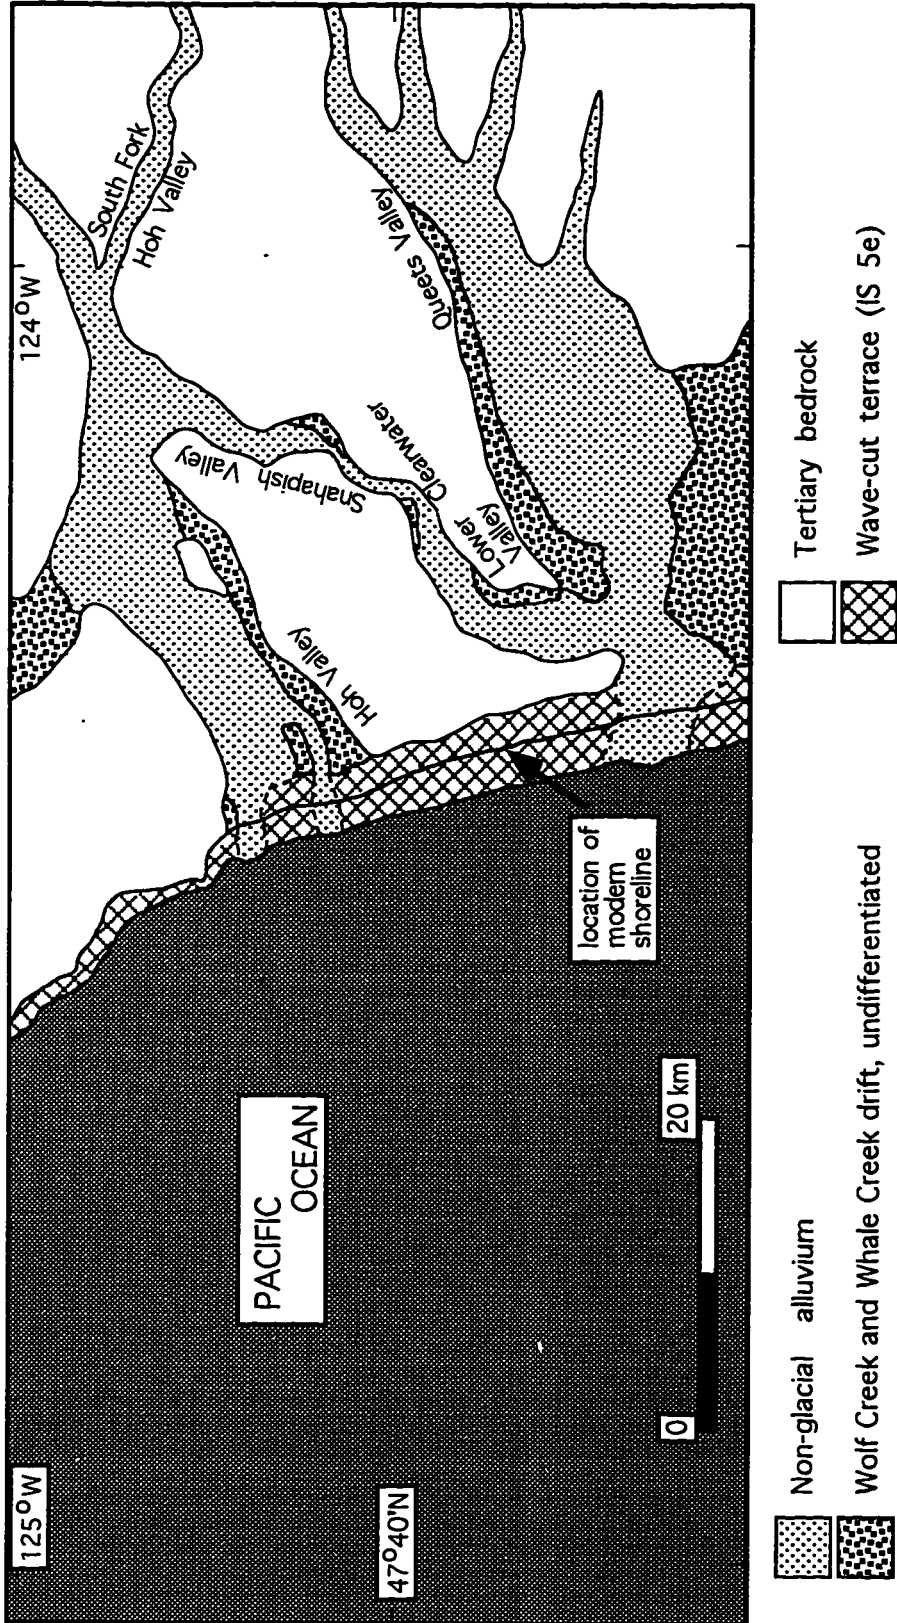 125°W
124°W
47°40'N
PACIFIC
OCEAN
South Fork
Hoh Valley
Snahapish Valley
Hoh Valley
Queets Valley
Lower Clearwater
Valley
location of
modern
shoreline
0
20 km
Non-glacial alluvium
Wolf Creek and Whale Creek drift, undifferentiated
Tertiary bedrock
Wave-cut terrace (IS 5e)